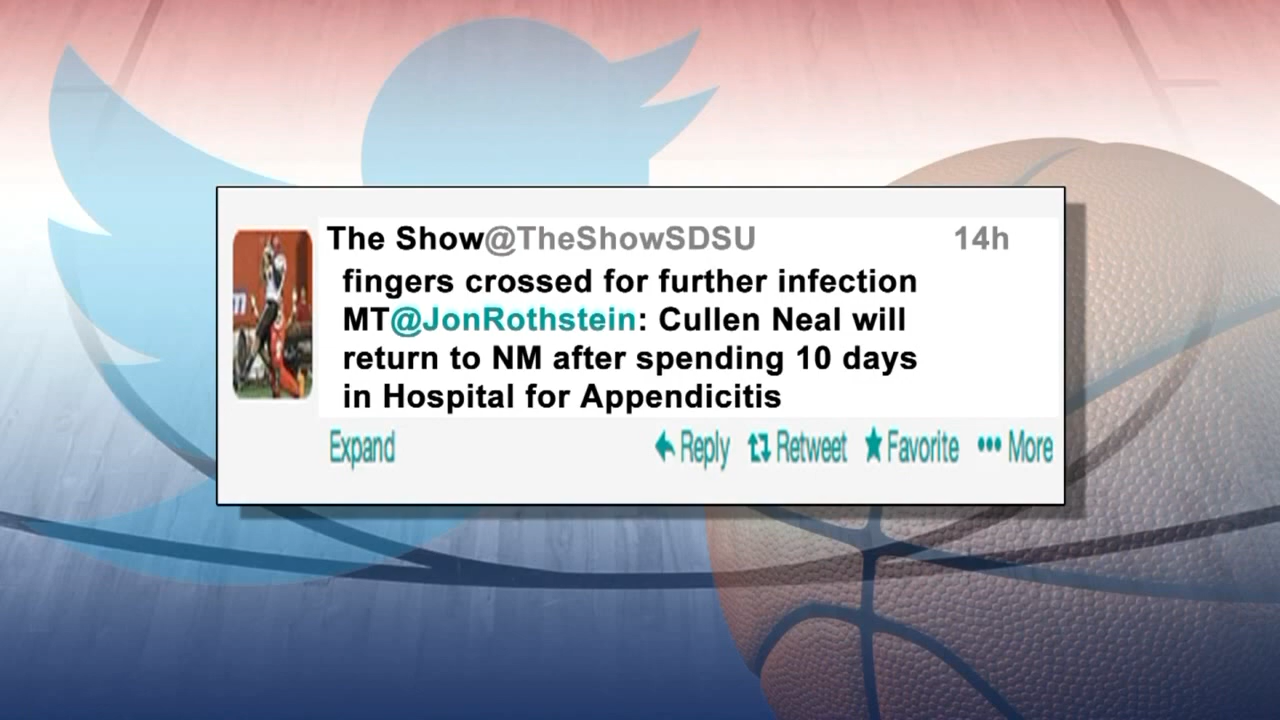 The Show@TheShowSDSU 14h
fingers crossed for further infection
MT@JonRothstein: Cullen Neal will
return to NM after spending 10 days
in Hospital for Appendicitis
Expand Reply Retweet Favorite More